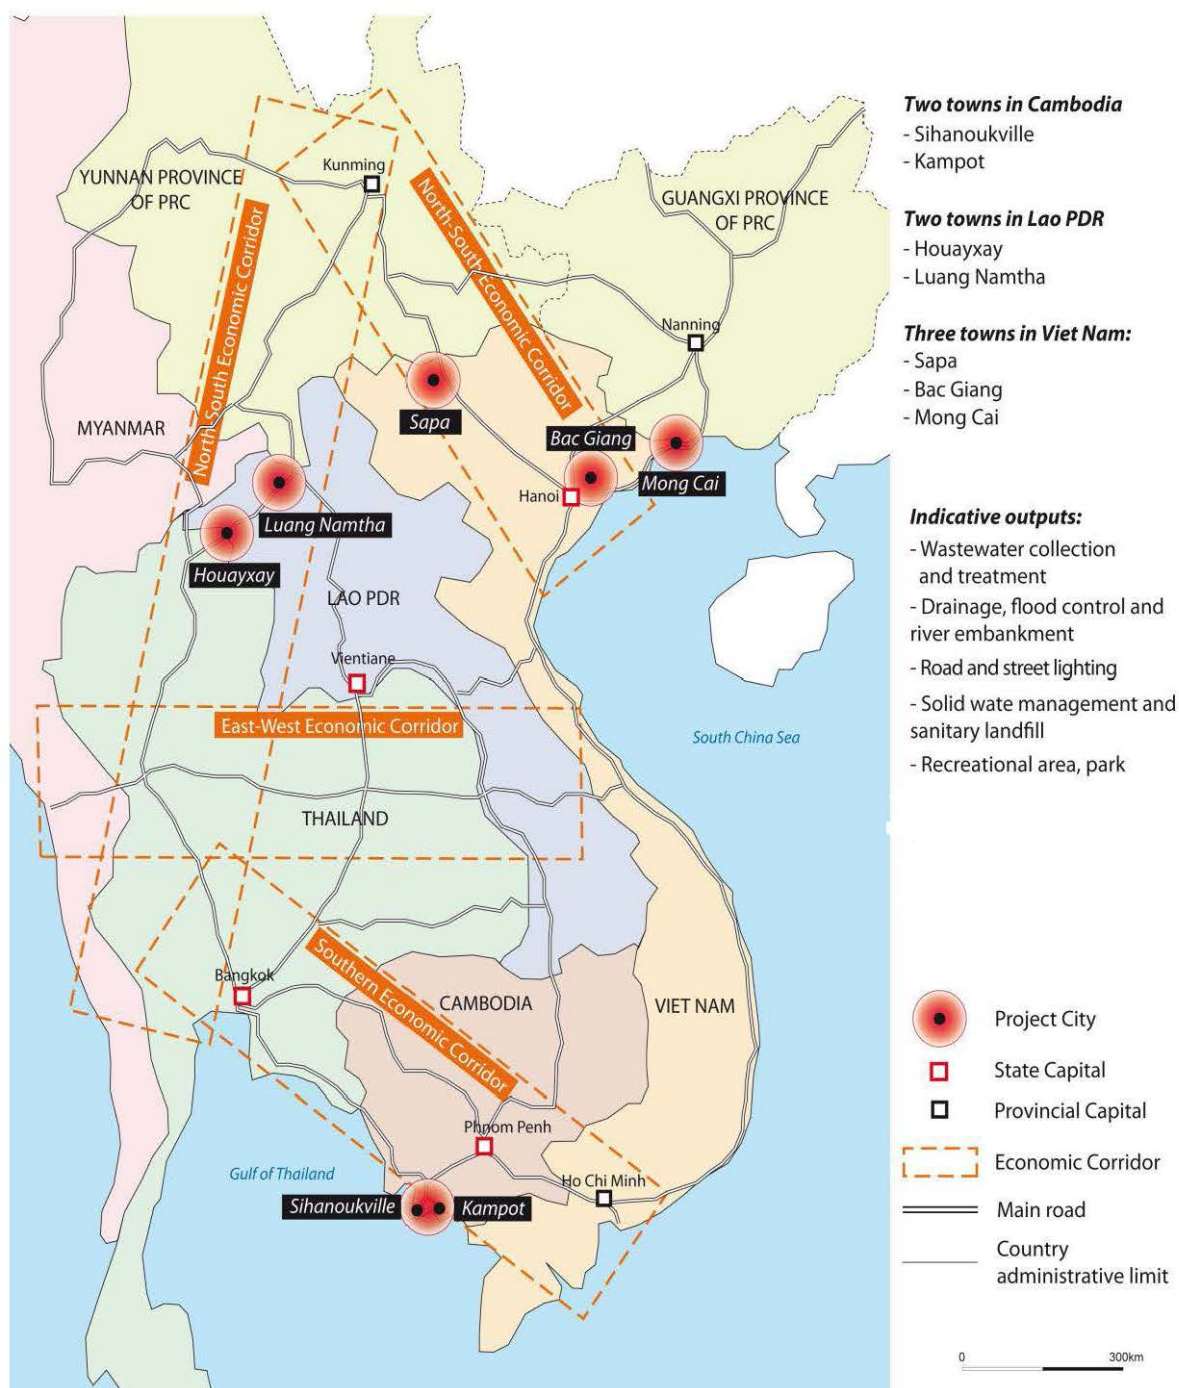 Kunming
YUNNAN PROVINCE
OF PRC
GUANGXI PROVINCE
OF PRC
North-South Economic Corridor
North-South Economic Corridor
Nanning
MYANMAR
Sapa
Bac Giang
Mong Cai
Hanoi
Luang Namtha
Houayxay
LAO PDR
Vientiane
East-West Economic Corridor
South China Sea
THAILAND
Southern Economic Corridor
Bangkok
CAMBODIA
VIET NAM
Phnom Penh
Gulf of Thailand
Ho Chi Minh
Sihanoukville
Kampot
Two towns in Cambodia
- Sihanoukville
- Kampot
Two towns in Lao PDR
- Houayxay
- Luang Namtha
Three towns in Viet Nam:
- Sapa
- Bac Giang
- Mong Cai
Indicative outputs:
- Wastewater collection
and treatment
- Drainage, flood control and
river embankment
- Road and street lighting
- Solid wate management and
sanitary landfill
- Recreational area, park
Project City
State Capital
Provincial Capital
Economic Corridor
Main road
Country
administrative limit
0 300km